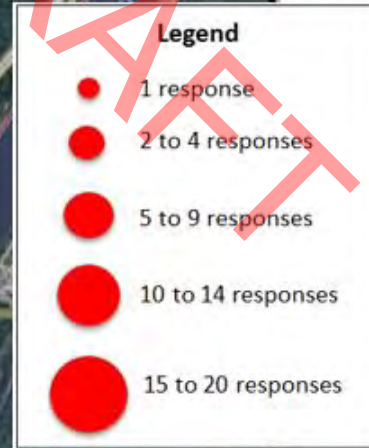 Legend
1 response
2 to 4 responses
5 to 9 responses
10 to 14 responses
15 to 20 responses